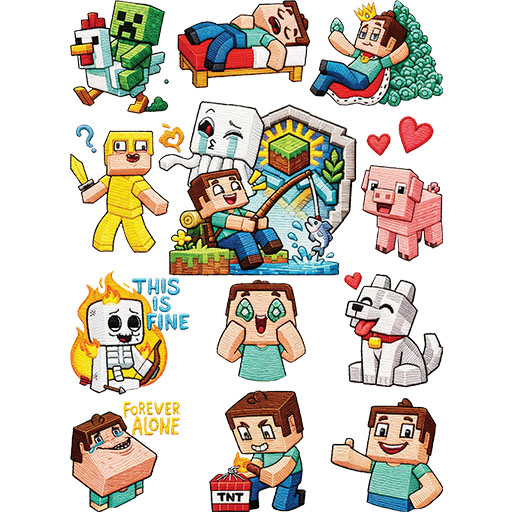 ?
THIS
IS
FINE
FOREVER
ALONE
TNT